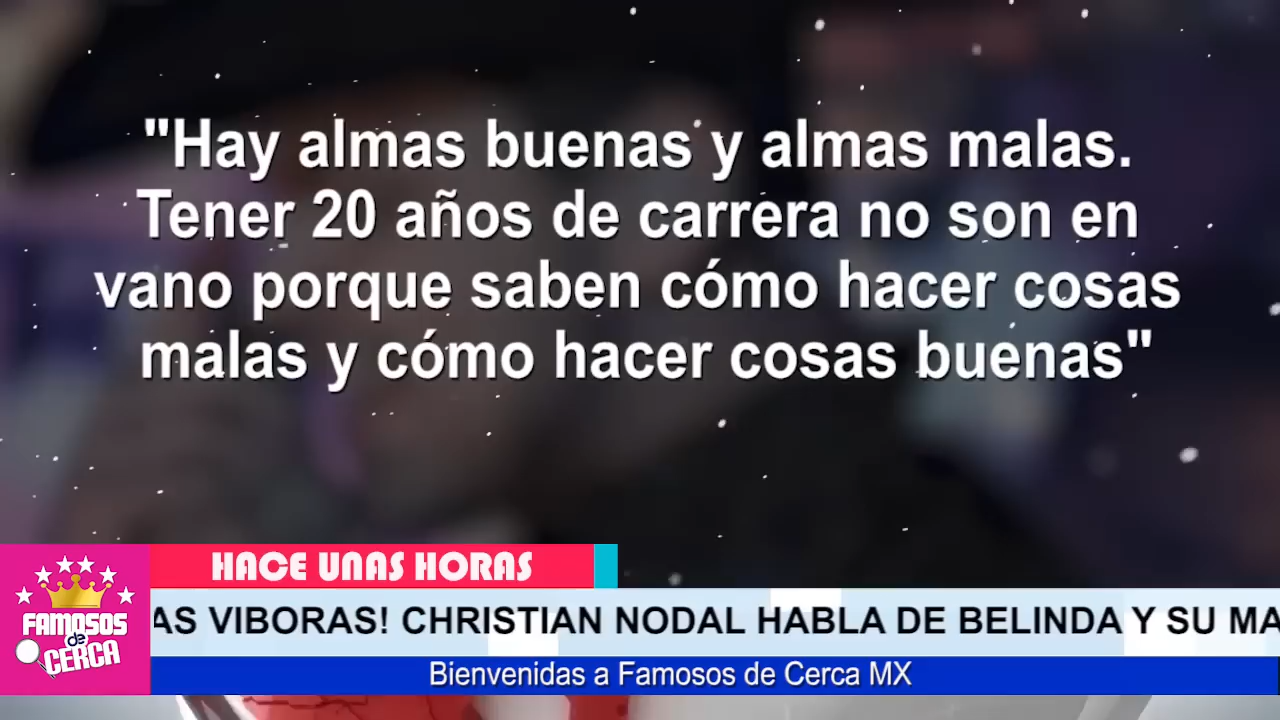 "Hay almas buenas y almas malas.
Tener 20 años de carrera no son en
vano porque saben cómo hacer cosas
malas y cómo hacer cosas buenas"
HACE UNAS HORAS
AS VIBORAS! CHRISTIAN NODAL HABLA DE BELINDA Y SU MA
FAMOSOS
de
CERCA
Bienvenidas a Famosos de Cerca MX